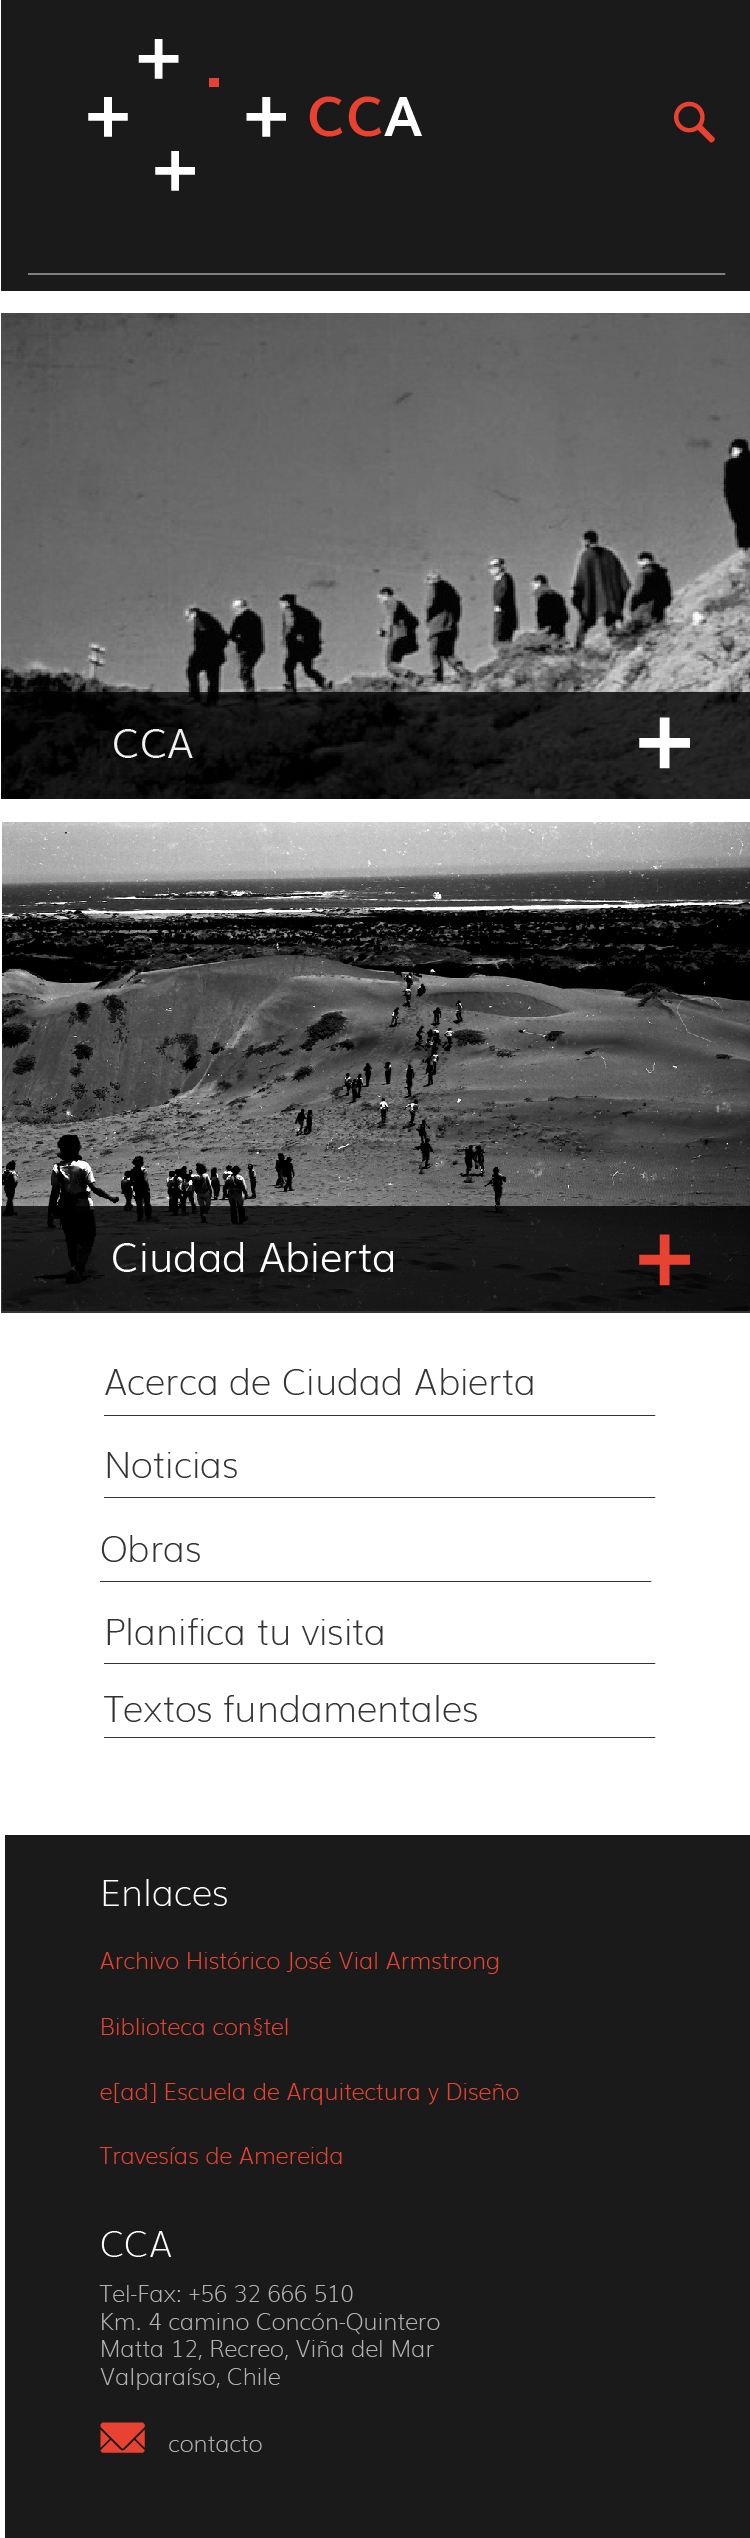 CCA
CCA
Ciudad Abierta
Acerca de Ciudad Abierta
Noticias
Obras
Planifica tu visita
Textos fundamentales
Enlaces
Archivo Histórico José Vial Armstrong
Biblioteca con§tel
e[ad] Escuela de Arquitectura y Diseño
Travesías de Amereida
CCA
Tel-Fax: +56 32 666 510
Km. 4 camino Concón-Quintero
Matta 12, Recreo, Viña del Mar
Valparaíso, Chile
contacto